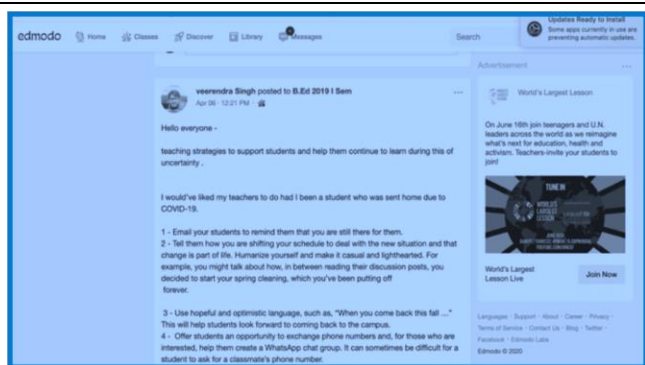 edmodo Home Classes Discover Library Messages Search
Updates Ready to Install
Some apps currently in use are
preventing automatic updates.
veerendra Singh posted to B.Ed 2019 I Sem
Apr 06 · 12:21 PM ·
Hello everyone -
teaching strategies to support students and help them continue to learn during this of
uncertainty .
I would've liked my teachers to do had I been a student who was sent home due to
COVID-19.
1 - Email your students to remind them that you are still there for them.
2 - Tell them how you are shifting your schedule to deal with the new situation and that
change is part of life. Humanize yourself and make it casual and lighthearted. For
example, you might talk about how, in between reading their discussion posts, you
decided to start your spring cleaning, which you've been putting off
forever.
3 - Use hopeful and optimistic language, such as, "When you come back this fall ..."
This will help students look forward to coming back to the campus.
4 - Offer students an opportunity to exchange phone numbers and, for those who are
interested, help them create a WhatsApp chat group. It can sometimes be difficult for a
student to ask for a classmate's phone number.
Advertisement
World's Largest Lesson
On June 16th join teenagers and U.N.
leaders across the world as we reimagine
what's next for education, health and
activism. Teachers-invite your students to
join!
TUNE IN
WORLD'S
LARGEST
LESSON
World's Largest
Lesson Live
Join Now
Languages · Support · About · Career · Privacy ·
Terms of Service · Contact Us · Blog · Twitter ·
Facebook · Edmodo Labs
Edmodo © 2020